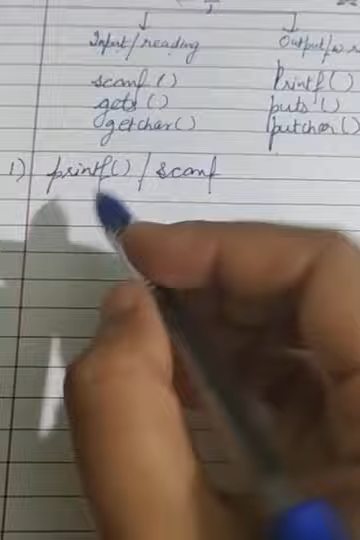 Input/reading Output/
scanf () Printf ()
gets () puts ()
getchar () putchar ()
1) printf() / scanf